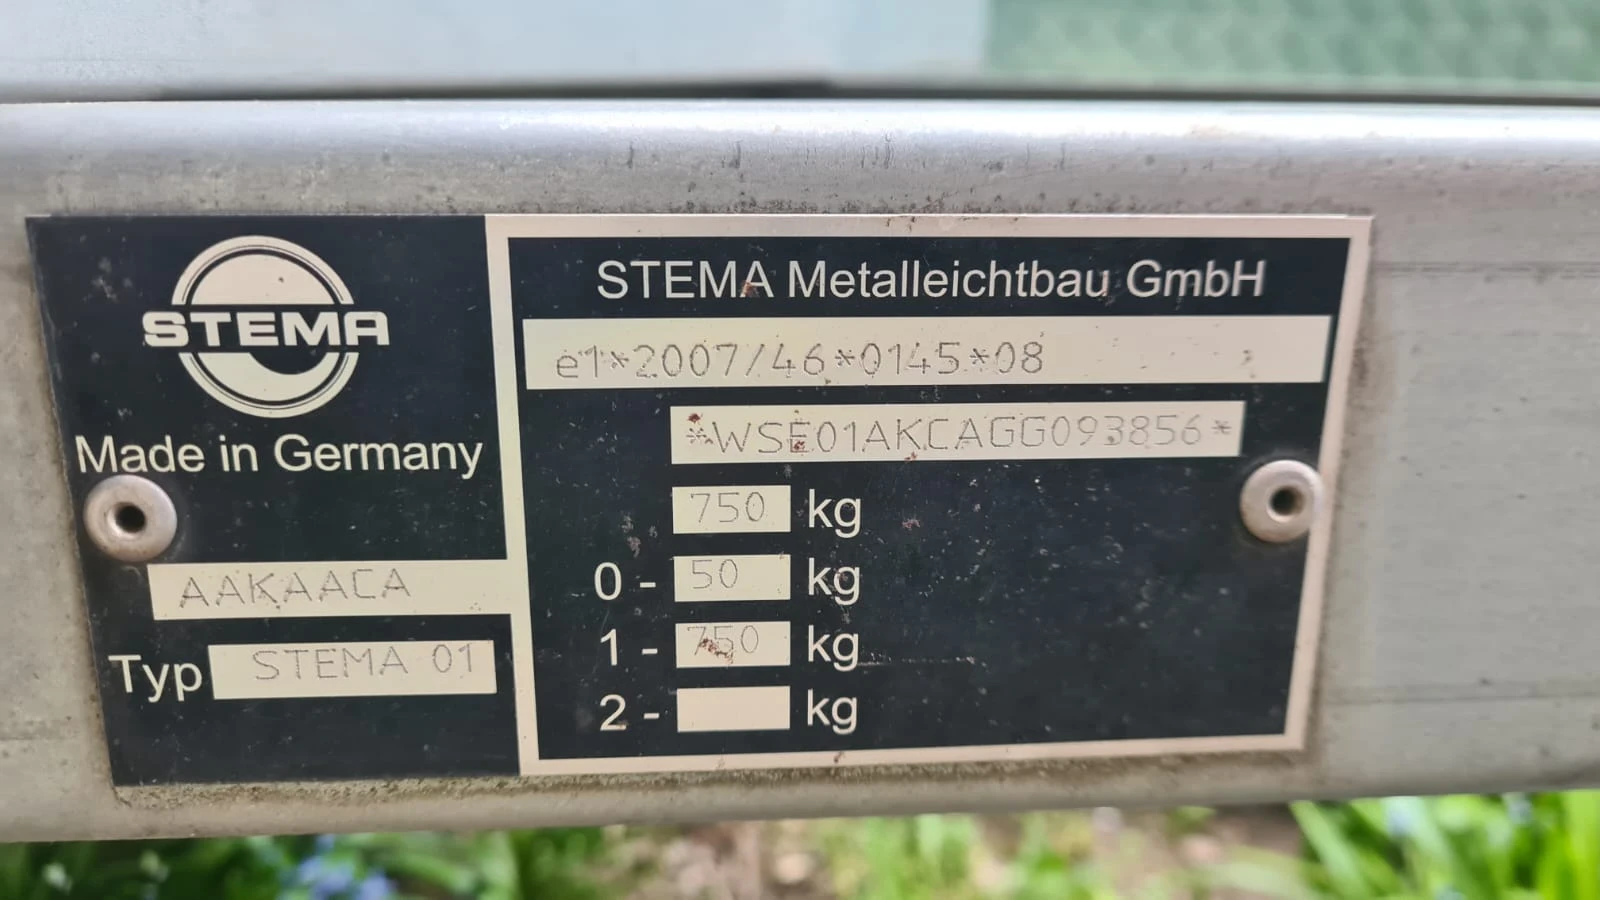 STEMA
Made in Germany
AAKAACA
Typ STEMA 01
STEMA Metalleichtbau GmbH
e1*2007/46*0145*08
*WSE01AKCAGG093856*
750 kg
0 - 50 kg
1 - 750 kg
2 - kg